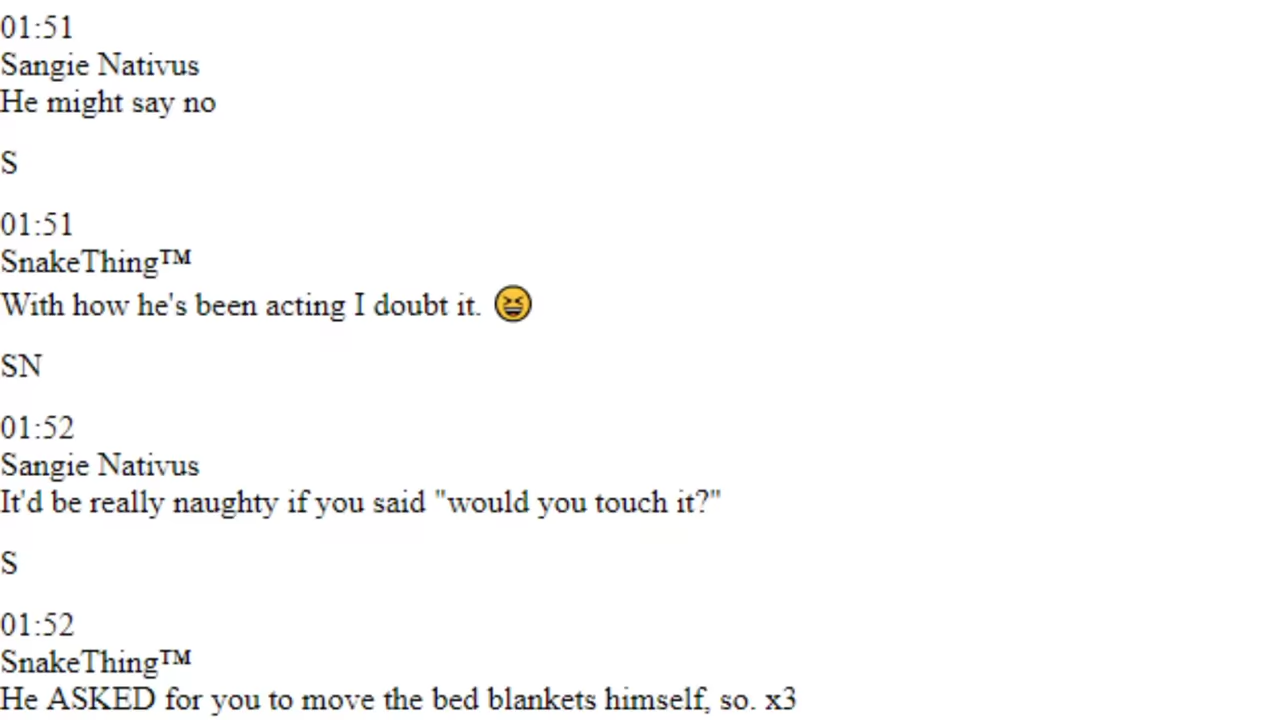 01:51
Sangie Nativus
He might say no
S
01:51
SnakeThing™
With how he's been acting I doubt it. 😆
SN
01:52
Sangie Nativus
It'd be really naughty if you said "would you touch it?"
S
01:52
SnakeThing™
He ASKED for you to move the bed blankets himself, so. x3